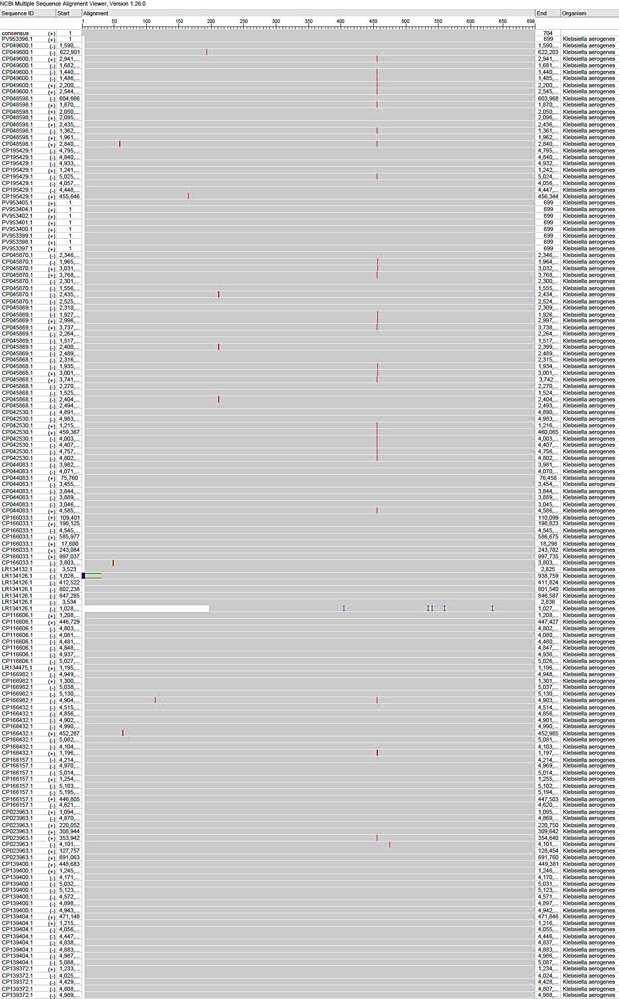 NCBI Multiple Sequence Alignment Viewer, Version 1.26.0
Sequence ID Start Alignment End Organism
1 50 100 150 200 250 300 350 400 450 500 550 600 650 699
consensus (+) 1 704
PV953396.1 (+) 1 699 Klebsiella aerogenes
CP049600.1 (-) 1,590,... 1,590,... Klebsiella aerogenes
CP049600.1 (-) 622,901 622,203 Klebsiella aerogenes
CP049600.1 (+) 2,941,... 2,941,... Klebsiella aerogenes
CP049600.1 (-) 1,682,... 1,681,... Klebsiella aerogenes
CP049600.1 (-) 1,440,... 1,440,... Klebsiella aerogenes
CP049600.1 (-) 1,486,... 1,485,... Klebsiella aerogenes
CP049600.1 (+) 2,200,... 2,200,... Klebsiella aerogenes
CP049600.1 (+) 2,544,... 2,545,... Klebsiella aerogenes
CP048598.1 (-) 604,666 603,968 Klebsiella aerogenes
CP048598.1 (+) 1,870,... 1,870,... Klebsiella aerogenes
CP048598.1 (+) 2,050,... 2,050,... Klebsiella aerogenes
CP048598.1 (+) 2,095,... 2,096,... Klebsiella aerogenes
CP048598.1 (+) 2,435,... 2,436,... Klebsiella aerogenes
CP048598.1 (-) 1,362,... 1,361,... Klebsiella aerogenes
CP048598.1 (+) 1,961,... 1,962,... Klebsiella aerogenes
CP048598.1 (+) 2,840,... 2,840,... Klebsiella aerogenes
CP195429.1 (-) 4,795,... 4,795,... Klebsiella aerogenes
CP195429.1 (-) 4,840,... 4,840,... Klebsiella aerogenes
CP195429.1 (-) 4,933,... 4,932,... Klebsiella aerogenes
CP195429.1 (+) 1,241,... 1,242,... Klebsiella aerogenes
CP195429.1 (-) 5,025,... 5,024,... Klebsiella aerogenes
CP195429.1 (-) 4,057,... 4,056,... Klebsiella aerogenes
CP195429.1 (-) 4,448,... 4,447,... Klebsiella aerogenes
CP195429.1 (+) 455,646 456,344 Klebsiella aerogenes
PV953405.1 (+) 1 699 Klebsiella aerogenes
PV953404.1 (+) 1 699 Klebsiella aerogenes
PV953402.1 (+) 1 699 Klebsiella aerogenes
PV953401.1 (+) 1 699 Klebsiella aerogenes
PV953400.1 (+) 1 699 Klebsiella aerogenes
PV953399.1 (+) 1 699 Klebsiella aerogenes
PV953398.1 (+) 1 699 Klebsiella aerogenes
PV953397.1 (+) 1 699 Klebsiella aerogenes
CP045870.1 (-) 2,346,... 2,346,... Klebsiella aerogenes
CP045870.1 (-) 1,965,... 1,964,... Klebsiella aerogenes
CP045870.1 (+) 3,031,... 3,032,... Klebsiella aerogenes
CP045870.1 (+) 3,768,... 3,768,... Klebsiella aerogenes
CP045870.1 (-) 2,301,... 2,300,... Klebsiella aerogenes
CP045870.1 (-) 1,556,... 1,555,... Klebsiella aerogenes
CP045870.1 (-) 2,435,... 2,434,... Klebsiella aerogenes
CP045870.1 (-) 2,525,... 2,524,... Klebsiella aerogenes
CP045869.1 (-) 2,310,... 2,309,... Klebsiella aerogenes
CP045869.1 (-) 1,927,... 1,926,... Klebsiella aerogenes
CP045869.1 (+) 2,996,... 2,997,... Klebsiella aerogenes
CP045869.1 (+) 3,737,... 3,738,... Klebsiella aerogenes
CP045869.1 (-) 2,264,... 2,264,... Klebsiella aerogenes
CP045869.1 (-) 1,517,... 1,517,... Klebsiella aerogenes
CP045869.1 (-) 2,400,... 2,399,... Klebsiella aerogenes
CP045869.1 (-) 2,489,... 2,489,... Klebsiella aerogenes
CP045868.1 (-) 2,316,... 2,315,... Klebsiella aerogenes
CP045868.1 (-) 1,935,... 1,934,... Klebsiella aerogenes
CP045868.1 (+) 3,001,... 3,001,... Klebsiella aerogenes
CP045868.1 (+) 3,741,... 3,742... Klebsiella aerogenes
CP045868.1 (-) 2,270,... 2,270,... Klebsiella aerogenes
CP045868.1 (-) 1,525,... 1,524,... Klebsiella aerogenes
CP045868.1 (-) 2,404,... 2,404,... Klebsiella aerogenes
CP045868.1 (-) 2,494,... 2,493,... Klebsiella aerogenes
CP042530.1 (-) 4,891,... 4,890,... Klebsiella aerogenes
CP042530.1 (-) 4,983,... 4,983,... Klebsiella aerogenes
CP042530.1 (+) 1,215,... 1,216,... Klebsiella aerogenes
CP042530.1 (+) 459,367 460,065 Klebsiella aerogenes
CP042530.1 (-) 4,003,... 4,003,... Klebsiella aerogenes
CP042530.1 (-) 4,407,... 4,407,... Klebsiella aerogenes
CP042530.1 (-) 4,757,... 4,756,... Klebsiella aerogenes
CP042530.1 (-) 4,802,... 4,802,... Klebsiella aerogenes
CP044083.1 (-) 3,982,... 3,981,... Klebsiella aerogenes
CP044083.1 (-) 4,071,... 4,070,... Klebsiella aerogenes
CP044083.1 (+) 75,760 76,458 Klebsiella aerogenes
CP044083.1 (-) 3,455,... 3,454,... Klebsiella aerogenes
CP044083.1 (-) 3,844,... 3,844,... Klebsiella aerogenes
CP044083.1 (-) 3,889,... 3,889,... Klebsiella aerogenes
CP044083.1 (-) 3,046,... 3,045,... Klebsiella aerogenes
CP044083.1 (+) 4,585,... 4,586,... Klebsiella aerogenes
CP166033.1 (+) 109,401 110,099 Klebsiella aerogenes
CP166033.1 (+) 198,125 198,823 Klebsiella aerogenes
CP166033.1 (-) 4,545,... 4,545,... Klebsiella aerogenes
CP166033.1 (+) 585,977 586,675 Klebsiella aerogenes
CP166033.1 (+) 17,600 18,298 Klebsiella aerogenes
CP166033.1 (+) 243,084 243,782 Klebsiella aerogenes
CP166033.1 (+) 997,037 997,735 Klebsiella aerogenes
CP166033.1 (-) 3,803,... 3,803,... Klebsiella aerogenes
LR134132.1 (-) 3,523 2,825 Klebsiella aerogenes
LR134126.1 (-) 1,028,... 938,759 Klebsiella aerogenes
LR134126.1 (-) 412,522 411,824 Klebsiella aerogenes
LR134126.1 (-) 802,238 801,540 Klebsiella aerogenes
LR134126.1 (-) 847,285 846,587 Klebsiella aerogenes
LR134126.1 (-) 3,534 2,836 Klebsiella aerogenes
LR134126.1 (-) 1,028,... 1,027,... Klebsiella aerogenes
CP116606.1 (+) 1,208,... 1,208,... Klebsiella aerogenes
CP116606.1 (+) 446,729 447,427 Klebsiella aerogenes
CP116606.1 (-) 4,803,... 4,802,... Klebsiella aerogenes
CP116606.1 (-) 4,081,... 4,080,... Klebsiella aerogenes
CP116606.1 (-) 4,481,... 4,480,... Klebsiella aerogenes
CP116606.1 (-) 4,848,... 4,847,... Klebsiella aerogenes
CP116606.1 (-) 4,937,... 4,936,... Klebsiella aerogenes
CP116606.1 (-) 5,027,... 5,026,... Klebsiella aerogenes
LR134475.1 (+) 1,195,... 1,196,... Klebsiella aerogenes
CP166982.1 (-) 4,949,... 4,948,... Klebsiella aerogenes
CP166982.1 (+) 1,300,... 1,301,... Klebsiella aerogenes
CP166982.1 (-) 5,038,... 5,037,... Klebsiella aerogenes
CP166982.1 (-) 5,130,... 5,130,... Klebsiella aerogenes
CP166982.1 (-) 4,904,... 4,903,... Klebsiella aerogenes
CP166432.1 (-) 4,515,... 4,514,... Klebsiella aerogenes
CP166432.1 (-) 4,856,... 4,856,... Klebsiella aerogenes
CP166432.1 (-) 4,902,... 4,901,... Klebsiella aerogenes
CP166432.1 (-) 4,990,... 4,990,... Klebsiella aerogenes
CP166432.1 (+) 452,287 452,985 Klebsiella aerogenes
CP166432.1 (-) 5,082,... 5,081,... Klebsiella aerogenes
CP166432.1 (-) 4,104,... 4,103,... Klebsiella aerogenes
CP166432.1 (+) 1,196,... 1,197,... Klebsiella aerogenes
CP166157.1 (-) 4,214,... 4,214,... Klebsiella aerogenes
CP166157.1 (-) 4,970,... 4,969,... Klebsiella aerogenes
CP166157.1 (-) 5,014,... 5,014,... Klebsiella aerogenes
CP166157.1 (+) 1,254,... 1,255,... Klebsiella aerogenes
CP166157.1 (-) 5,103,... 5,102,... Klebsiella aerogenes
CP166157.1 (-) 5,195,... 5,194,... Klebsiella aerogenes
CP166157.1 (+) 446,805 447,503 Klebsiella aerogenes
CP166157.1 (-) 4,621,... 4,620,... Klebsiella aerogenes
CP023963.1 (+) 1,094,... 1,095,... Klebsiella aerogenes
CP023963.1 (-) 4,870,... 4,869,... Klebsiella aerogenes
CP023963.1 (+) 220,052 220,750 Klebsiella aerogenes
CP023963.1 (+) 308,944 309,642 Klebsiella aerogenes
CP023963.1 (+) 353,942 354,640 Klebsiella aerogenes
CP023963.1 (-) 4,101,... 4,101,... Klebsiella aerogenes
CP023963.1 (+) 127,757 128,454 Klebsiella aerogenes
CP023963.1 (+) 691,063 691,760 Klebsiella aerogenes
CP139400.1 (+) 448,683 449,381 Klebsiella aerogenes
CP139400.1 (+) 1,245,... 1,246,... Klebsiella aerogenes
CP139400.1 (-) 4,171,... 4,170,... Klebsiella aerogenes
CP139400.1 (-) 5,032,... 5,031,... Klebsiella aerogenes
CP139400.1 (-) 5,123,... 5,123,... Klebsiella aerogenes
CP139400.1 (-) 4,572,... 4,571,... Klebsiella aerogenes
CP139400.1 (-) 4,898,... 4,897,... Klebsiella aerogenes
CP139400.1 (-) 4,943,... 4,942,... Klebsiella aerogenes
CP139404.1 (+) 471,148 471,846 Klebsiella aerogenes
CP139404.1 (+) 1,215,... 1,216,... Klebsiella aerogenes
CP139404.1 (-) 4,056,... 4,055,... Klebsiella aerogenes
CP139404.1 (-) 4,447,... 4,446,... Klebsiella aerogenes
CP139404.1 (-) 4,838,... 4,837,... Klebsiella aerogenes
CP139404.1 (-) 4,883,... 4,883,... Klebsiella aerogenes
CP139404.1 (-) 4,987,... 4,986,... Klebsiella aerogenes
CP139404.1 (-) 5,088,... 5,087,... Klebsiella aerogenes
CP139372.1 (+) 1,233,... 1,234,... Klebsiella aerogenes
CP139372.1 (-) 4,025,... 4,024,... Klebsiella aerogenes
CP139372.1 (-) 4,429,... 4,428,... Klebsiella aerogenes
CP139372.1 (-) 4,808,... 4,807,... Klebsiella aerogenes
CP139372.1 (-) 4,989,... 4,988,... Klebsiella aerogenes